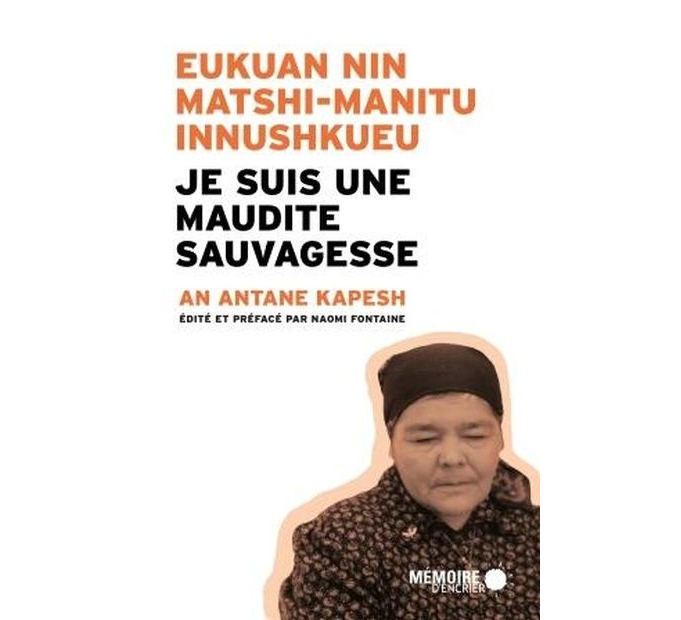 EUKUAN NIN
MATSHI-MANITU
INNUSHKUEU
JE SUIS UNE
MAUDITE
SAUVAGESSE
AN ANTANE KAPESH
ÉDITÉ ET PRÉFACÉ PAR NAOMI FONTAINE
MÉMOIRE
D'ENCRIER